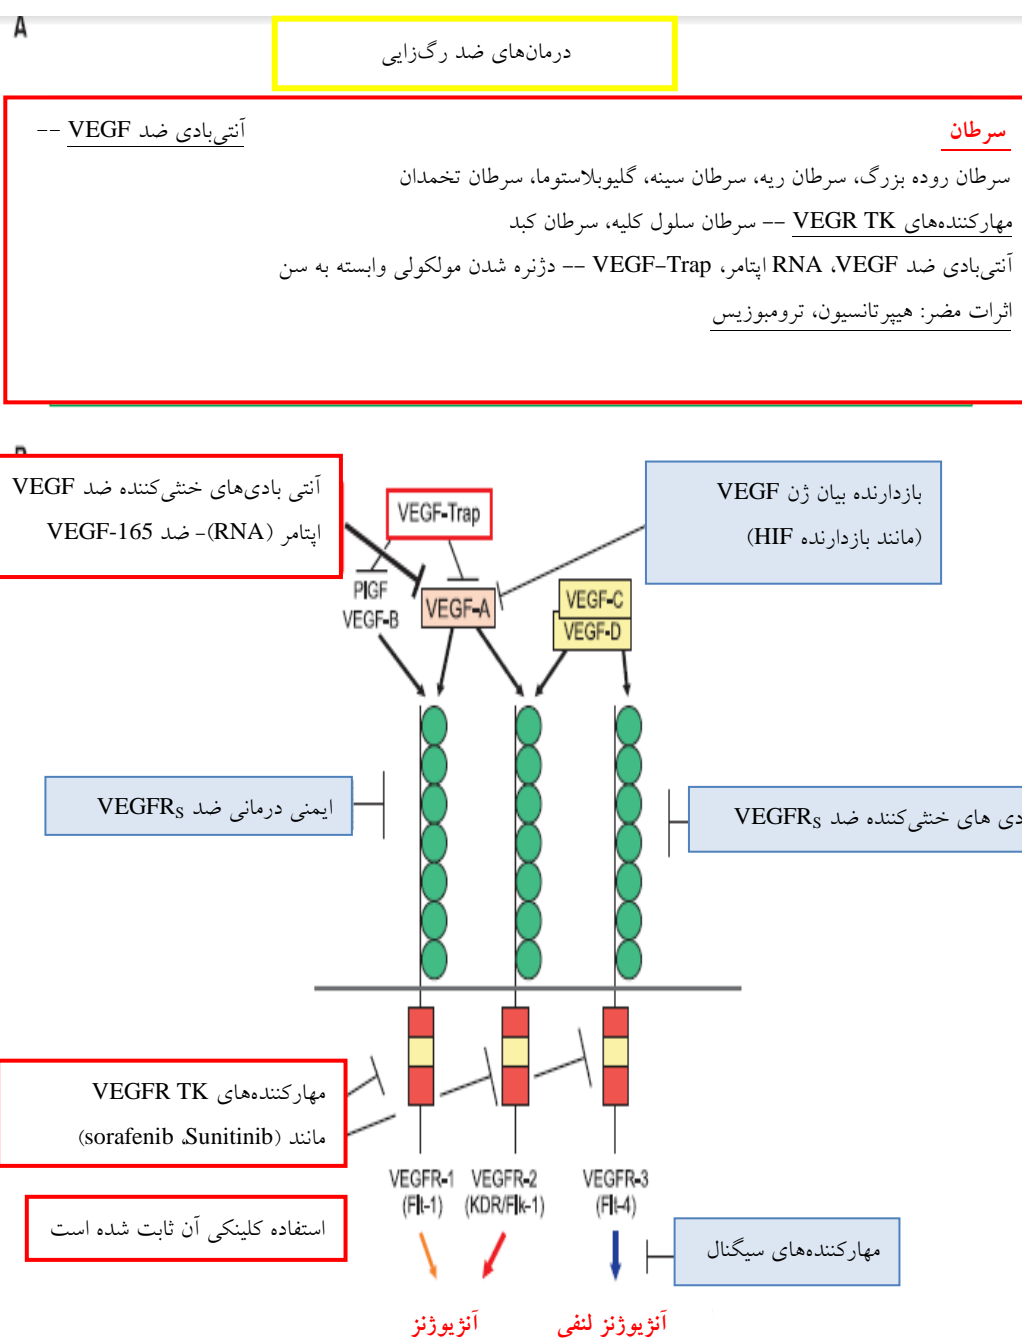 A
درمان‌های ضد رگ‌زایی
سرطان
آنتی‌بادی ضد VEGF --
سرطان روده بزرگ، سرطان ریه، سرطان سینه، گلیوبلاستوما، سرطان تخمدان
مهارکننده‌های VEGR TK -- سرطان سلول کلیه، سرطان کبد
آنتی‌بادی ضد VEGF، RNA اپتامر، VEGF-Trap -- دژنره شدن مولکولی وابسته به سن
اثرات مضر: هیپرتانسیون، ترومبوزیس
آنتی بادی‌های خنثی‌کننده ضد VEGF
اپتامر (RNA)- ضد VEGF-165
VEGF-Trap
بازدارنده بیان ژن VEGF
(مانند بازدارنده HIF)
PlGF
VEGF-B
VEGF-A
VEGF-C
VEGF-D
ایمنی درمانی ضد VEGFRs
دی های خنثی‌کننده ضد VEGFRs
مهارکننده‌های VEGFR TK
مانند (sorafenib ،Sunitinib)
VEGFR-1
(Flt-1)
VEGFR-2
(KDR/Flk-1)
VEGFR-3
(Flt-4)
استفاده کلینکی آن ثابت شده است
مهارکننده‌های سیگنال
آنژیوژنز
آنژیوژنز لنفی